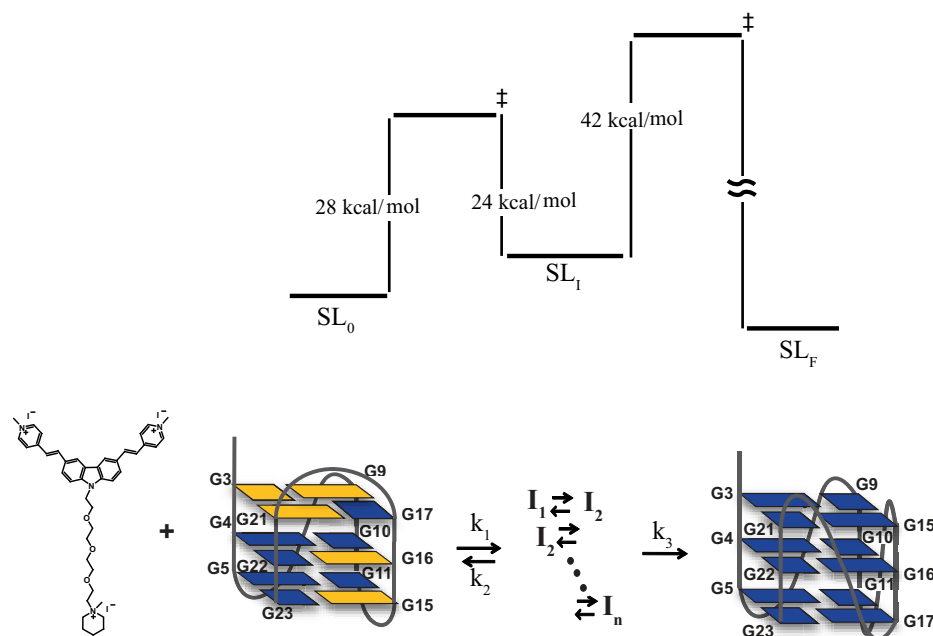 ‡
‡
42 kcal/mol
28 kcal/mol
24 kcal/mol
SL₀
SL_I
SL_F
I⁻
I⁻
N⁺
N⁺
N
O
O
O
N⁺
I⁻
+
G3
G9
G4
G21
G17
G10
G5
G22
G16
G11
G23
G15
k₁
k₂
I₁ ⇌ I₂
I₂ ⇌
⇌ Iₙ
k₃
G3
G9
G21
G15
G4
G10
G22
G16
G5
G11
G23
G17